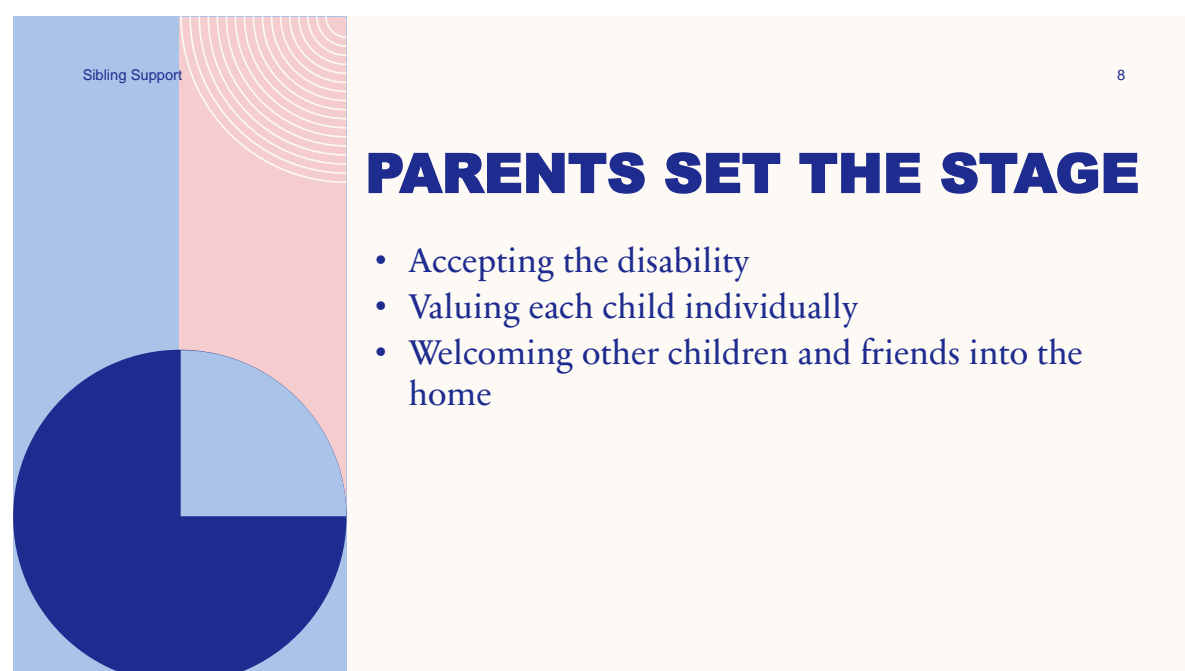 Sibling Support
8
PARENTS SET THE STAGE
• Accepting the disability
• Valuing each child individually
• Welcoming other children and friends into the
home